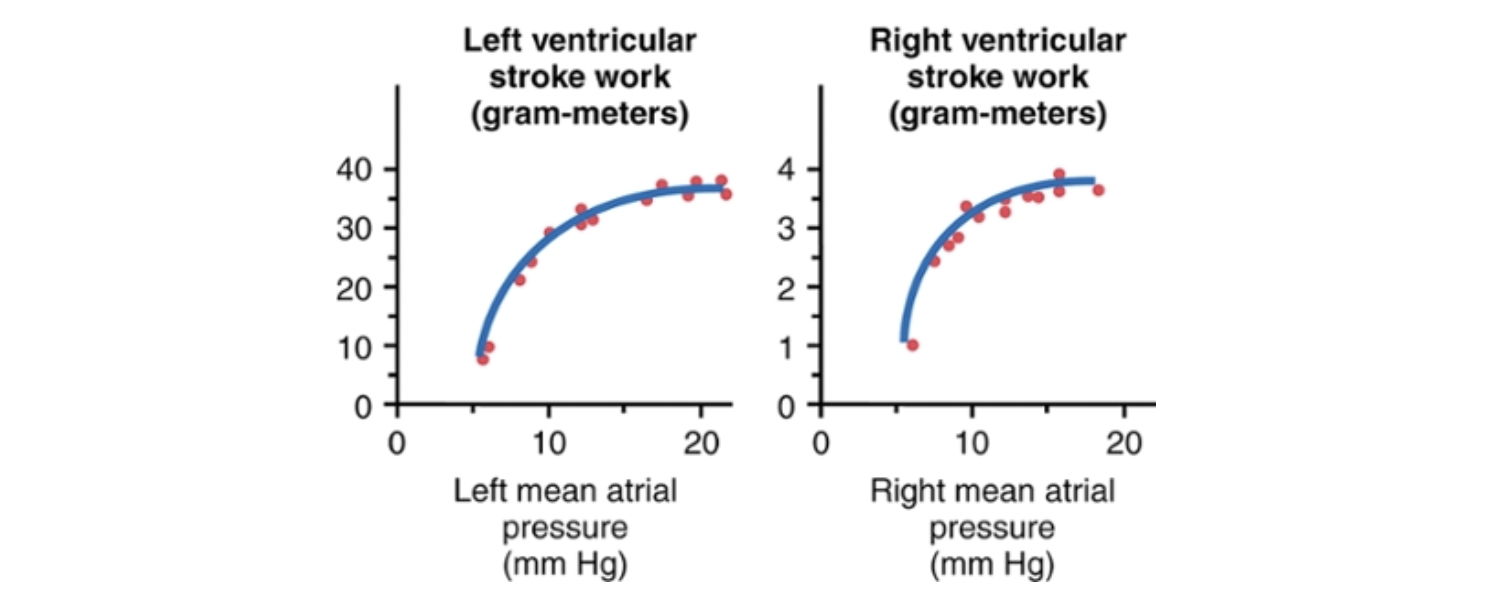 Left ventricular
stroke work
(gram-meters)
40
30
20
10
0
0 10 20
Left mean atrial
pressure
(mm Hg)
Right ventricular
stroke work
(gram-meters)
4
3
2
1
0
0 10 20
Right mean atrial
pressure
(mm Hg)